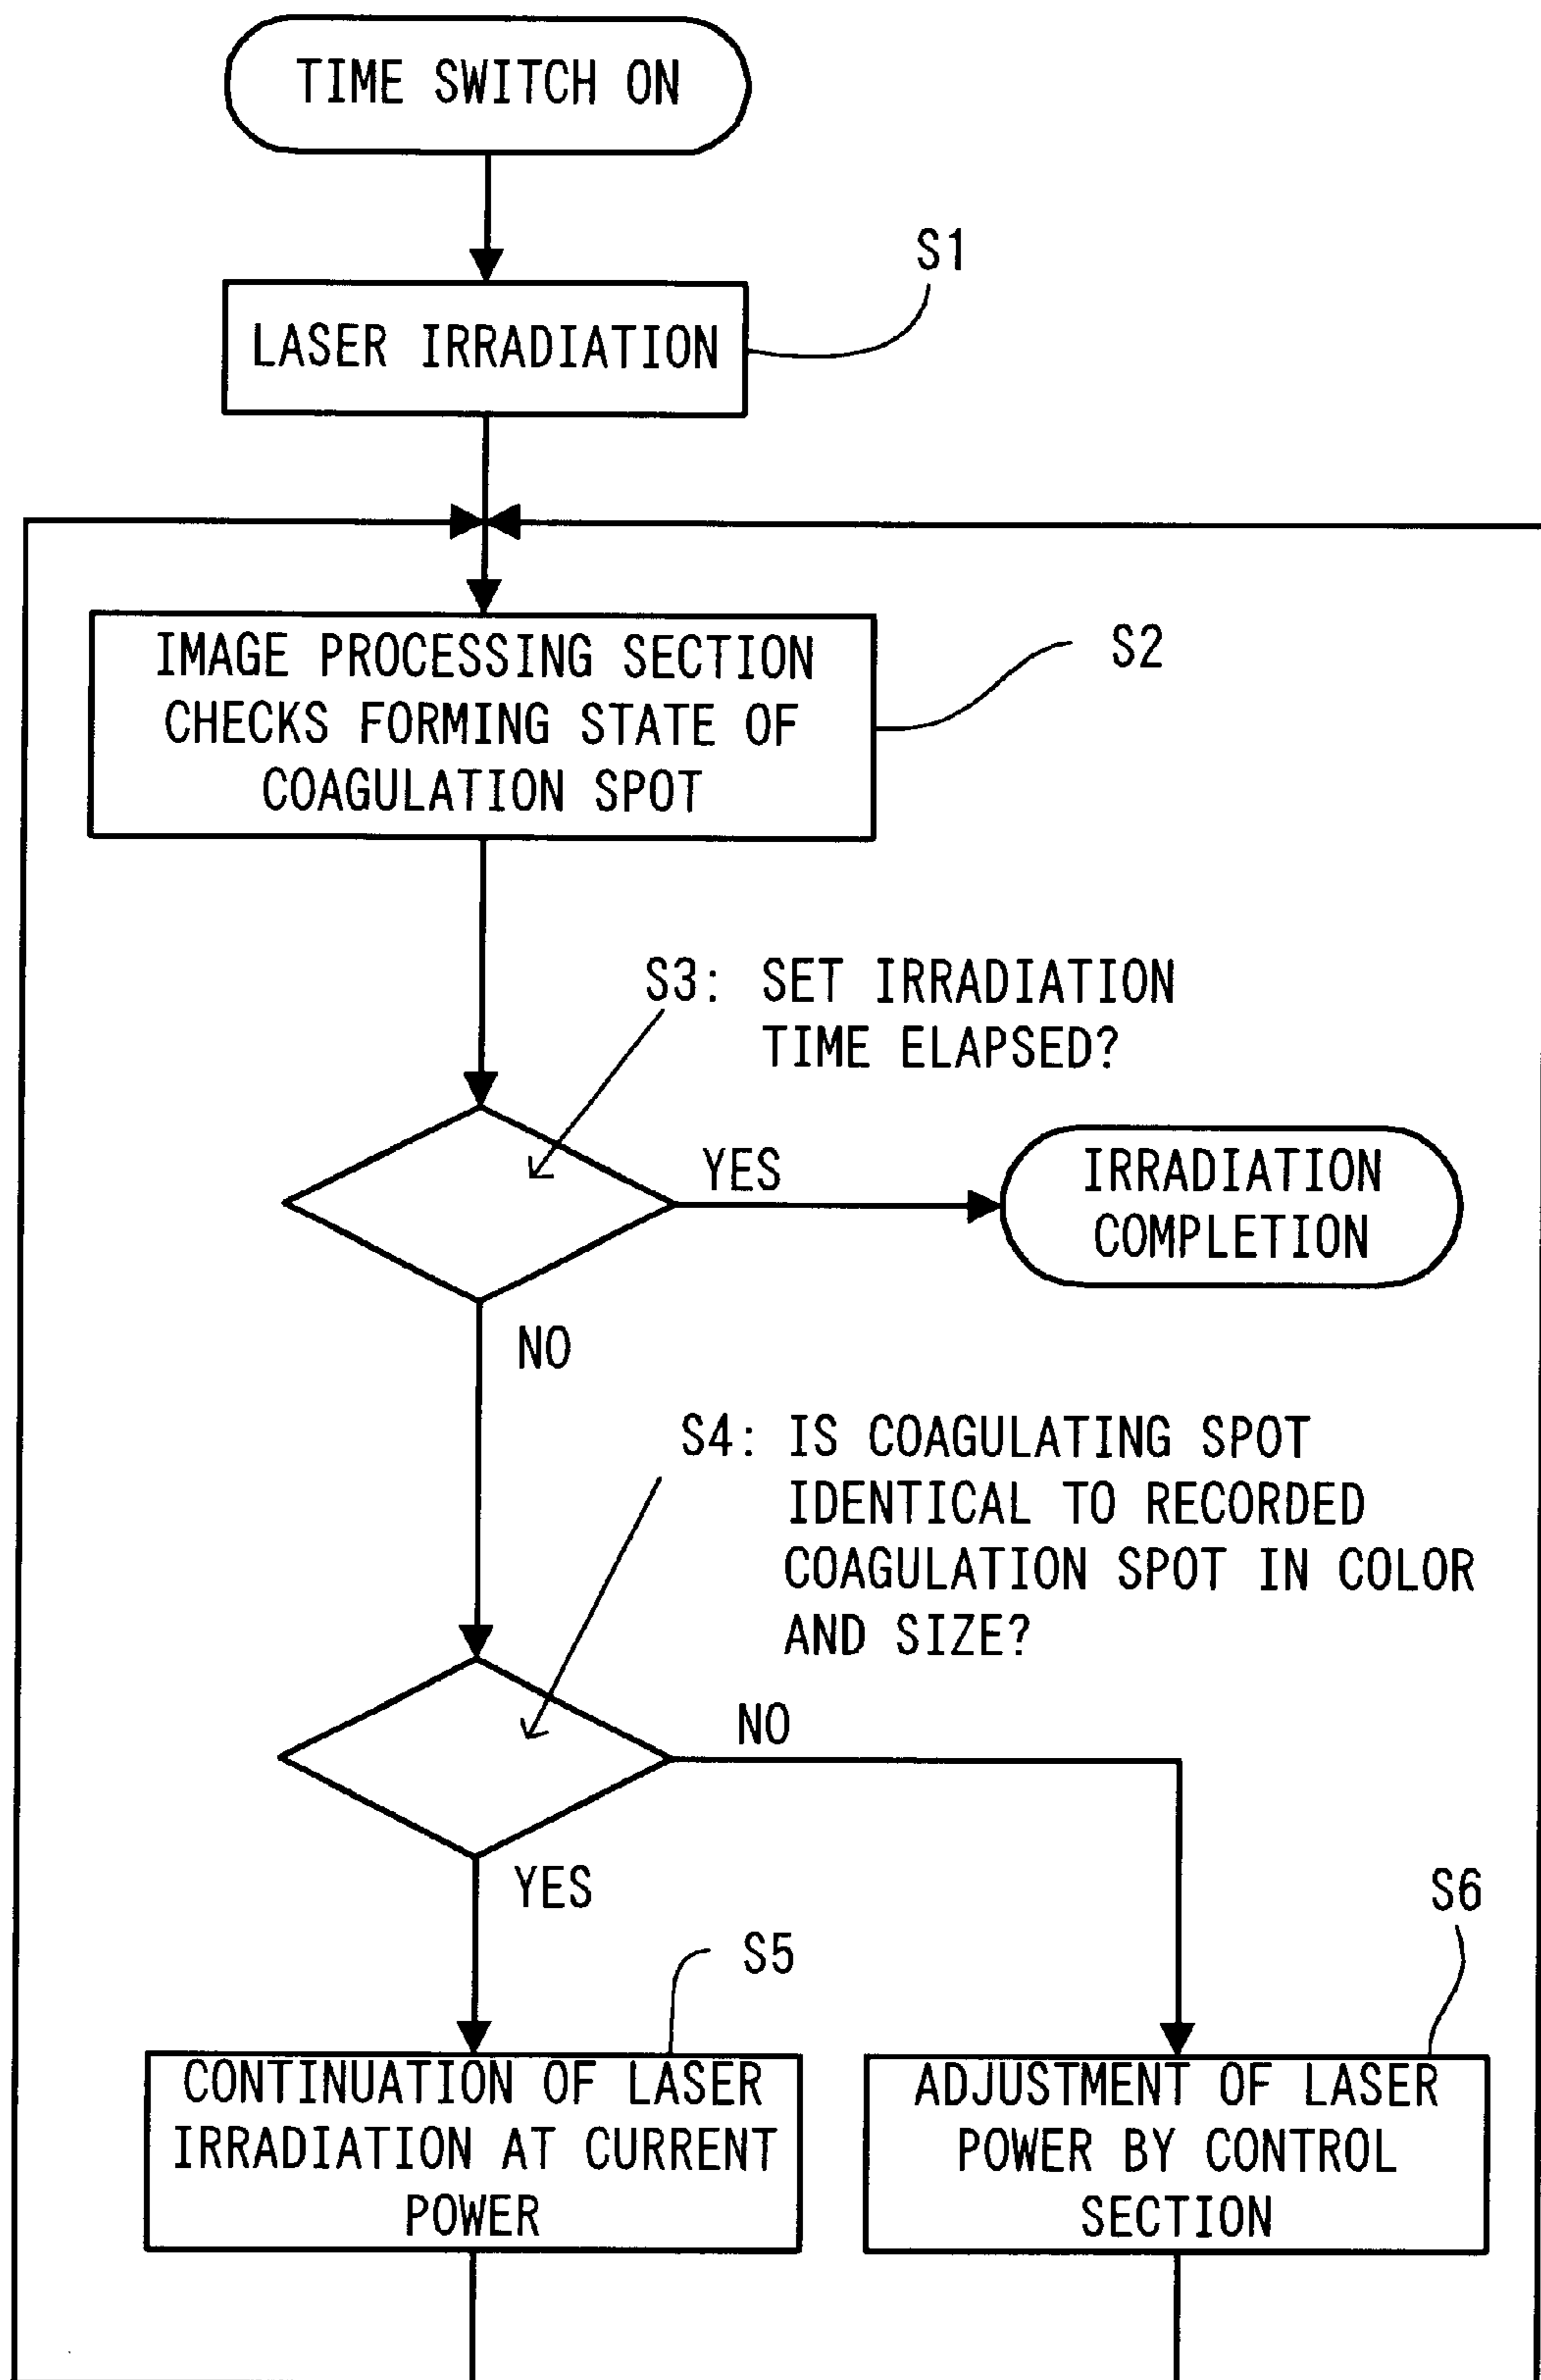 TIME SWITCH ON
S1
LASER IRRADIATION
IMAGE PROCESSING SECTION
CHECKS FORMING STATE OF
COAGULATION SPOT
S2
S3: SET IRRADIATION
TIME ELAPSED?
YES
IRRADIATION
COMPLETION
NO
S4: IS COAGULATING SPOT
IDENTICAL TO RECORDED
COAGULATION SPOT IN COLOR
AND SIZE?
NO
YES
S5
S6
CONTINUATION OF LASER
IRRADIATION AT CURRENT
POWER
ADJUSTMENT OF LASER
POWER BY CONTROL
SECTION